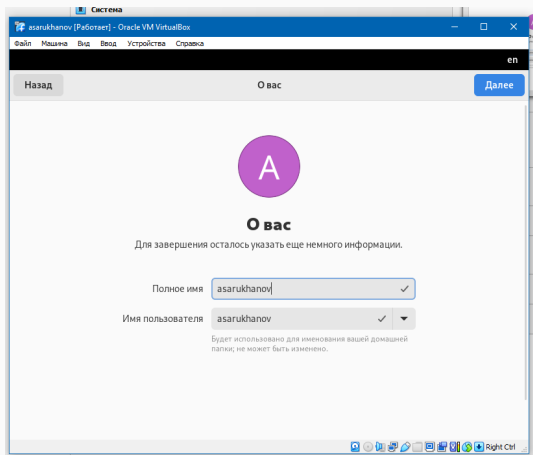 Система
asarukhanov [Работает] - Oracle VM VirtualBox
Файл Машина Вид Ввод Устройства Справка
en
Назад О вас Далее
A
О вас
Для завершения осталось указать еще немного информации.
Полное имя asarukhanov
Имя пользователя asarukhanov
Будет использовано для именования вашей домашней
папки; не может быть изменено.
Right Ctrl